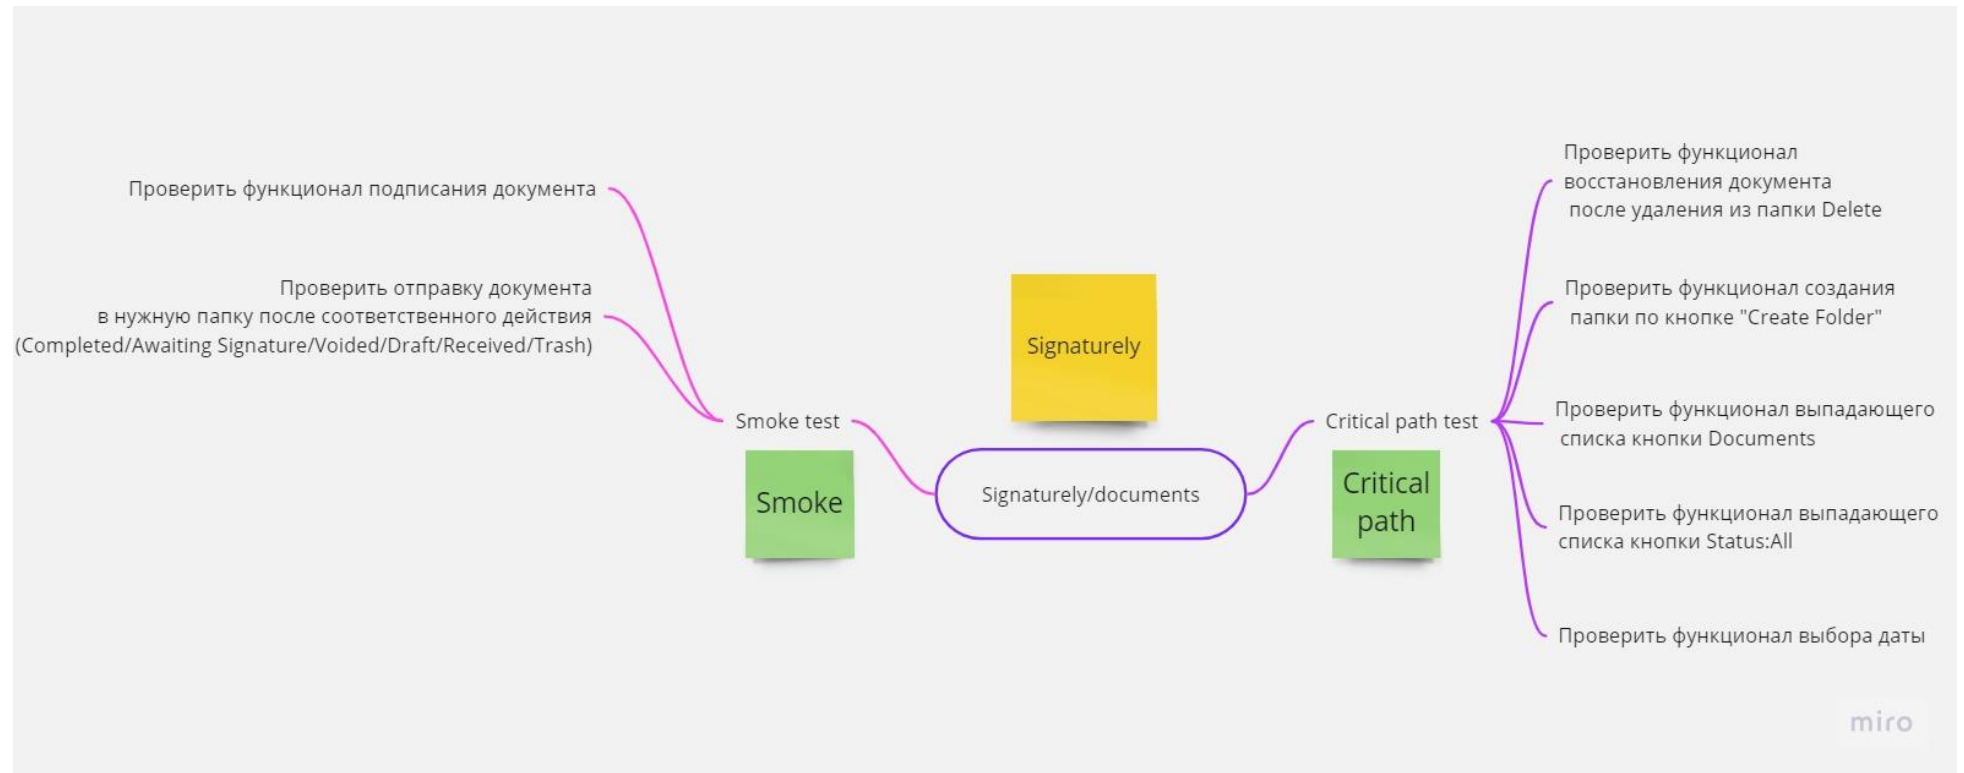 Проверить функционал подписания документа
Проверить отправку документа
в нужную папку после соответственного действия
(Completed/Awaiting Signature/Voided/Draft/Received/Trash)
Smoke test
Smoke
Signaturely
Signaturely/documents
Critical path test
Critical
path
Проверить функционал
восстановления документа
после удаления из папки Delete
Проверить функционал создания
папки по кнопке "Create Folder"
Проверить функционал выпадающего
списка кнопки Documents
Проверить функционал выпадающего
списка кнопки Status:All
Проверить функционал выбора даты
miro